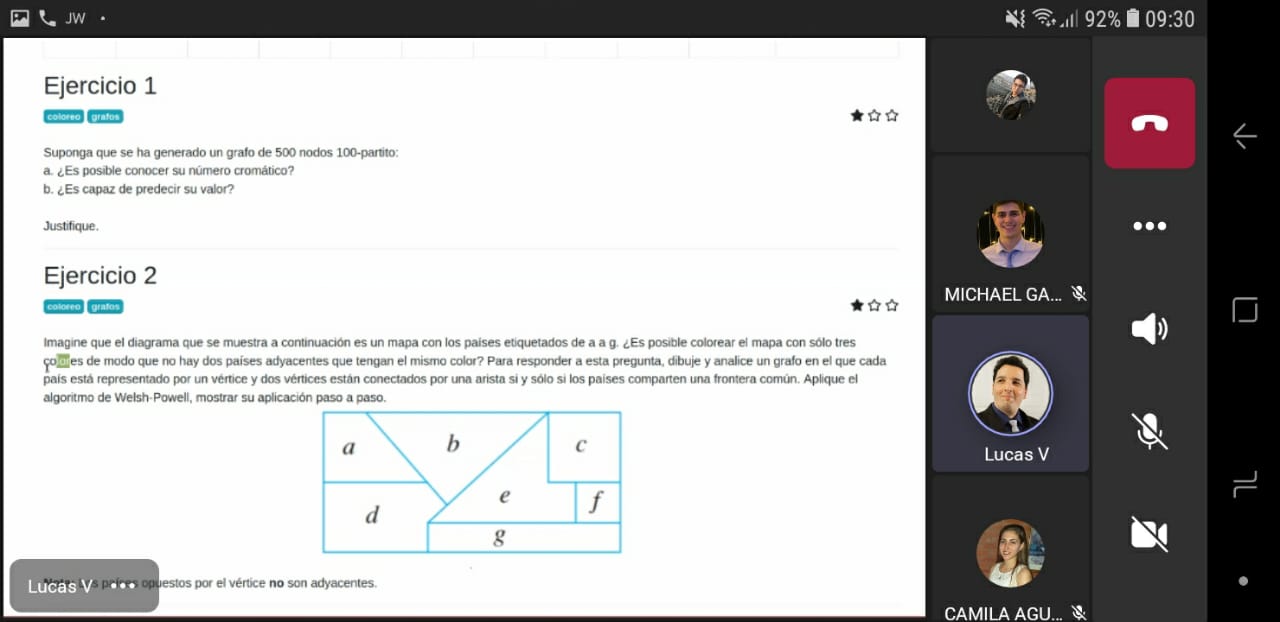 JW
92% 09:30
Ejercicio 1
coloreo grafos
Suponga que se ha generado un grafo de 500 nodos 100-partito:
a. ¿Es posible conocer su número cromático?
b. ¿Es capaz de predecir su valor?
Justifique.
Ejercicio 2
coloreo grafos
Imagine que el diagrama que se muestra a continuación es un mapa con los países etiquetados de a a g. ¿Es posible colorear el mapa con sólo tres
colores de modo que no hay dos países adyacentes que tengan el mismo color? Para responder a esta pregunta, dibuje y analice un grafo en el que cada
país está representado por un vértice y dos vértices están conectados por una arista si y sólo si los países comparten una frontera común. Aplique el
algoritmo de Welsh-Powell, mostrar su aplicación paso a paso.
a b c
d e f
g
países opuestos por el vértice no son adyacentes.
Lucas V
MICHAEL GA...
Lucas V
CAMILA AGU...